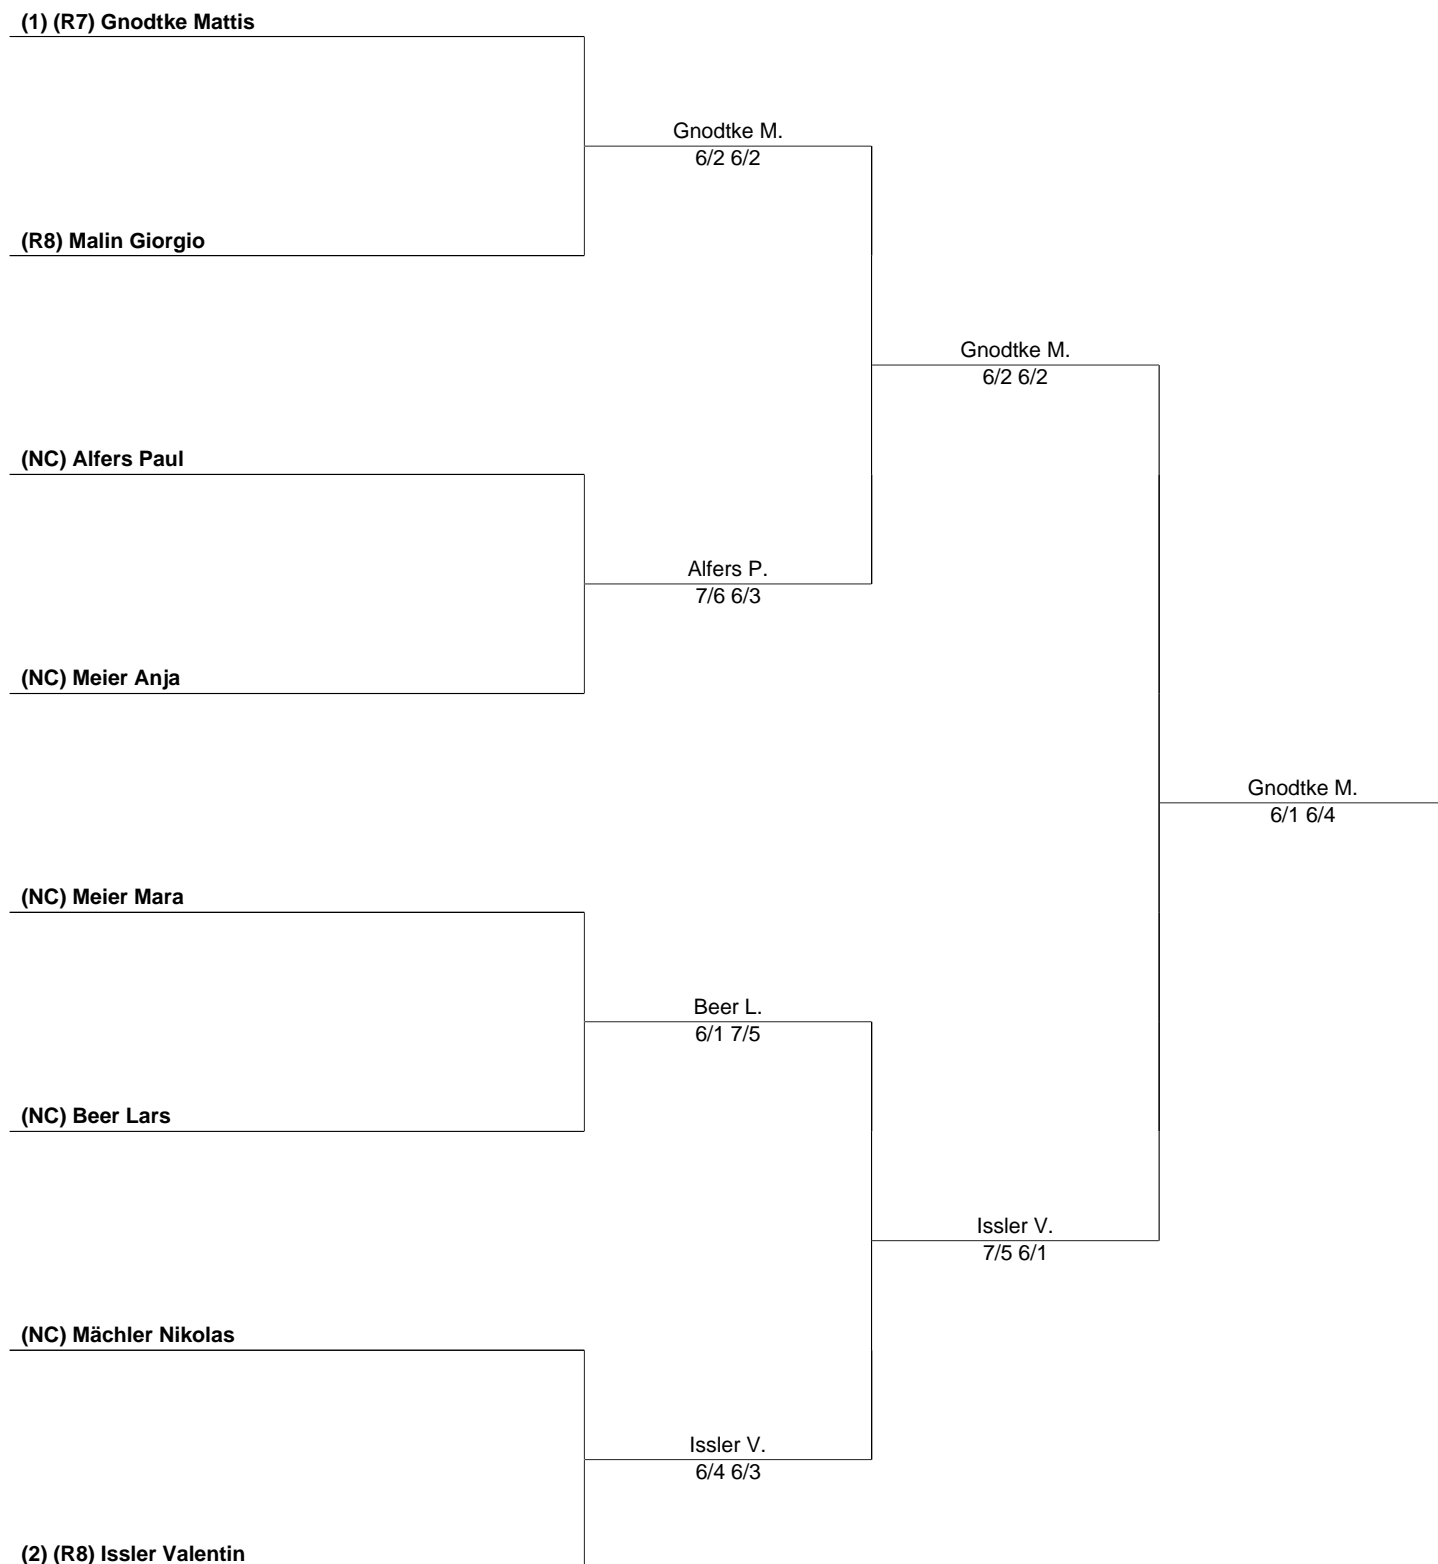 (1) (R7) Gnodtke Mattis
Gnodtke M.
6/2 6/2
(R8) Malin Giorgio
Gnodtke M.
6/2 6/2
(NC) Alfers Paul
Alfers P.
7/6 6/3
(NC) Meier Anja
Gnodtke M.
6/1 6/4
(NC) Meier Mara
Beer L.
6/1 7/5
(NC) Beer Lars
Issler V.
7/5 6/1
(NC) Mächler Nikolas
Issler V.
6/4 6/3
(2) (R8) Issler Valentin